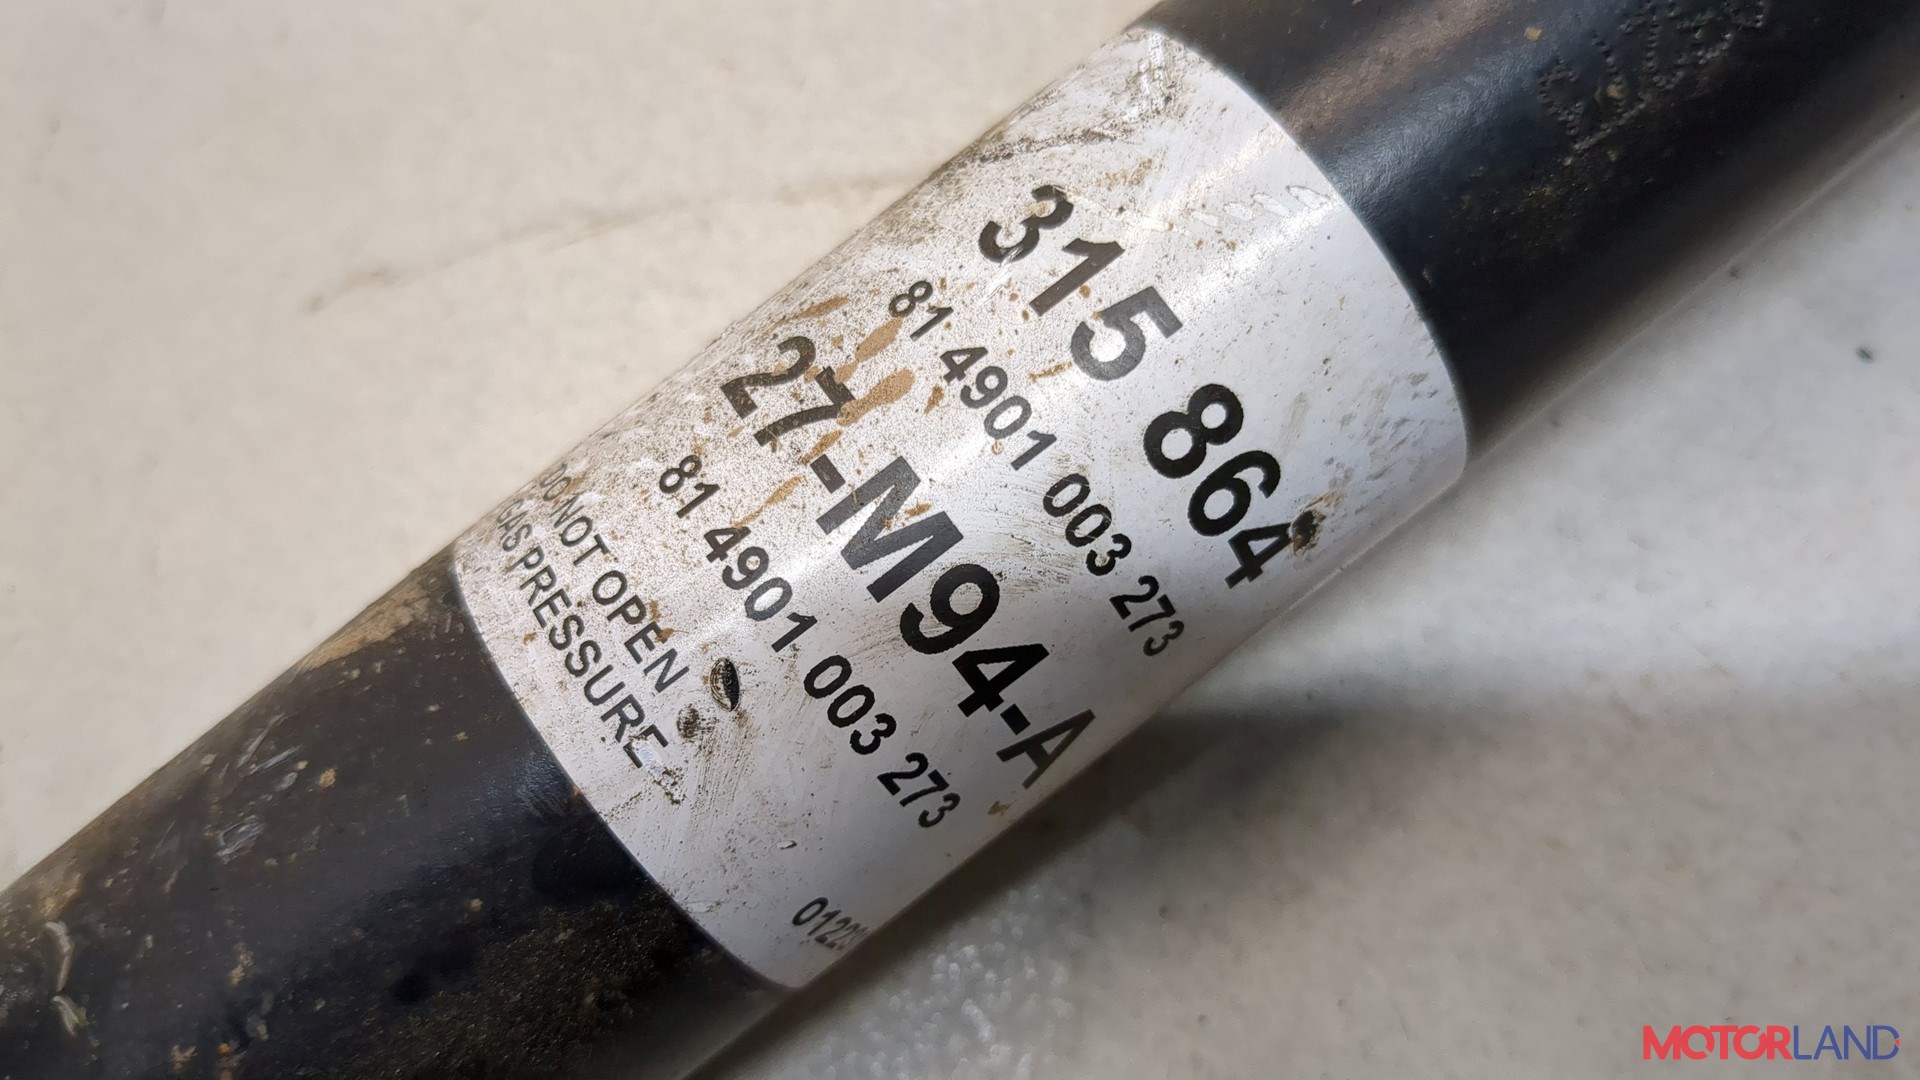 315 864
81 4901 003 273
27-M94-A
81 4901 003 273
DO NOT OPEN
GAS PRESSURE
MOTORLAND